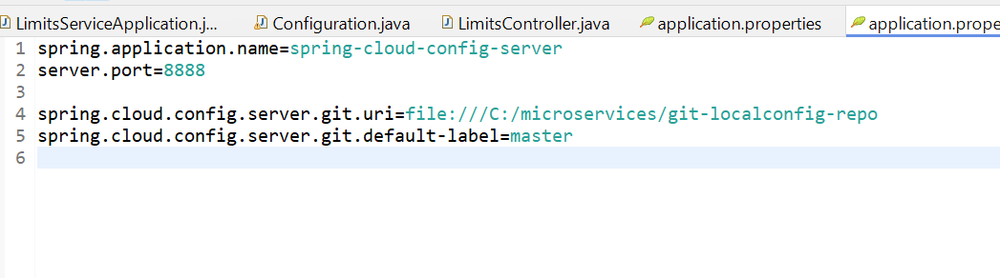 LimitsServiceApplication.j... Configuration.java LimitsController.java application.properties application.prope
1 spring.application.name=spring-cloud-config-server
2 server.port=8888
3
4 spring.cloud.config.server.git.uri=file:///C:/microservices/git-localconfig-repo
5 spring.cloud.config.server.git.default-label=master
6